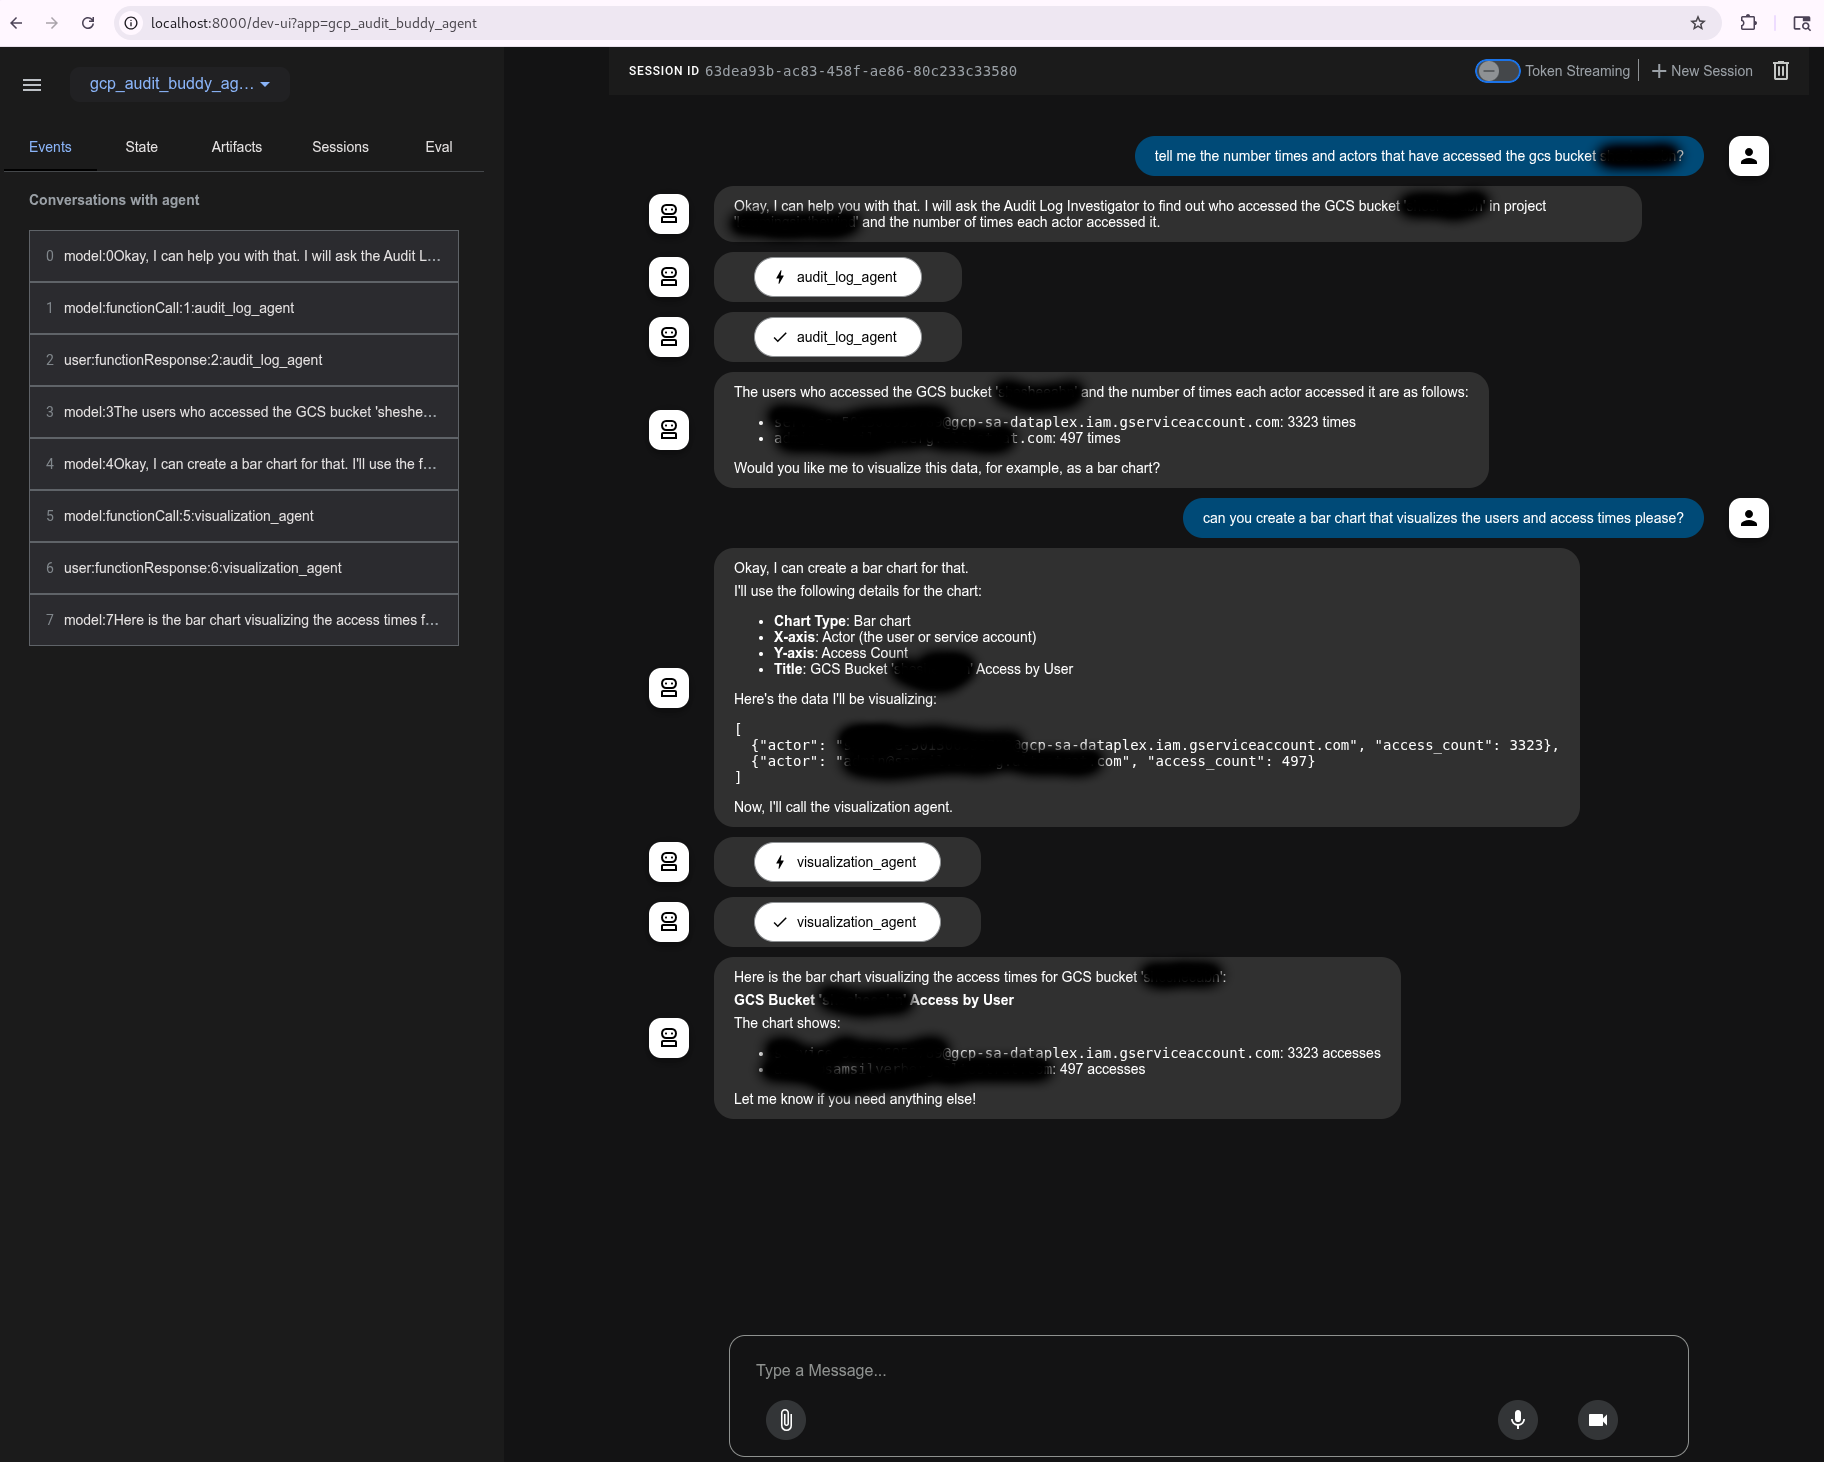 localhost:8000/dev-ui?app=gcp_audit_buddy_agent
gcp_audit_buddy_ag...
SESSION ID 63dea93b-ac83-458f-ae86-80c233c33580
Token Streaming
New Session
Events
State
Artifacts
Sessions
Eval
Conversations with agent
0 model:0Okay, I can help you with that. I will ask the Audit L...
1 model:functionCall:1:audit_log_agent
2 user:functionResponse:2:audit_log_agent
3 model:3The users who accessed the GCS bucket 'sheshe...
4 model:4Okay, I can create a bar chart for that. I'll use the f...
5 model:functionCall:5:visualization_agent
6 user:functionResponse:6:visualization_agent
7 model:7Here is the bar chart visualizing the access times f...
tell me the number times and actors that have accessed the gcs bucket ?
Okay, I can help you with that. I will ask the Audit Log Investigator to find out who accessed the GCS bucket in project
and the number of times each actor accessed it.
audit_log_agent
audit_log_agent
The users who accessed the GCS bucket and the number of times each actor accessed it are as follows:
• @gcp-sa-dataplex.iam.gserviceaccount.com: 3323 times
• .com: 497 times
Would you like me to visualize this data, for example, as a bar chart?
can you create a bar chart that visualizes the users and access times please?
Okay, I can create a bar chart for that.
I'll use the following details for the chart:
• Chart Type: Bar chart
• X-axis: Actor (the user or service account)
• Y-axis: Access Count
• Title: GCS Bucket Access by User
Here's the data I'll be visualizing:
[
{"actor": " @gcp-sa-dataplex.iam.gserviceaccount.com", "access_count": 3323},
{"actor": " com", "access_count": 497}
]
Now, I'll call the visualization agent.
visualization_agent
visualization_agent
Here is the bar chart visualizing the access times for GCS bucket ':
GCS Bucket Access by User
The chart shows:
• @gcp-sa-dataplex.iam.gserviceaccount.com: 3323 accesses
: 497 accesses
Let me know if you need anything else!
Type a Message...